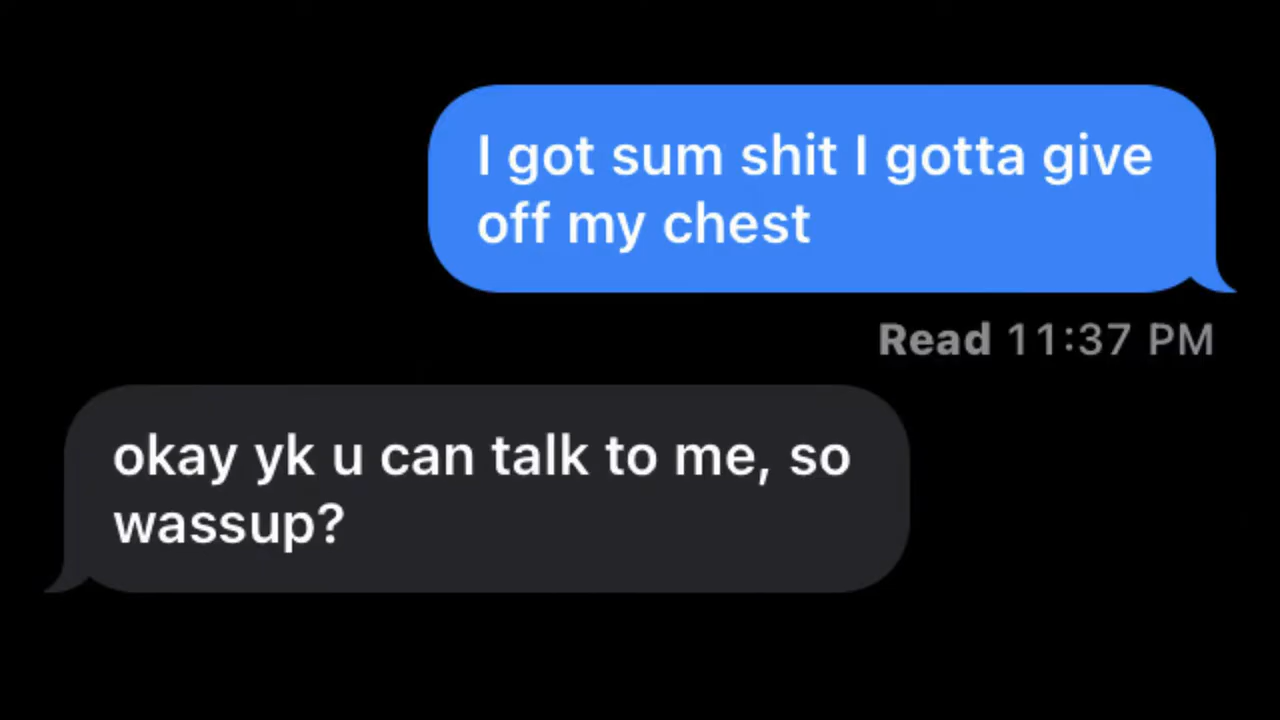 I got sum shit I gotta give
off my chest
Read 11:37 PM
okay yk u can talk to me, so
wassup?